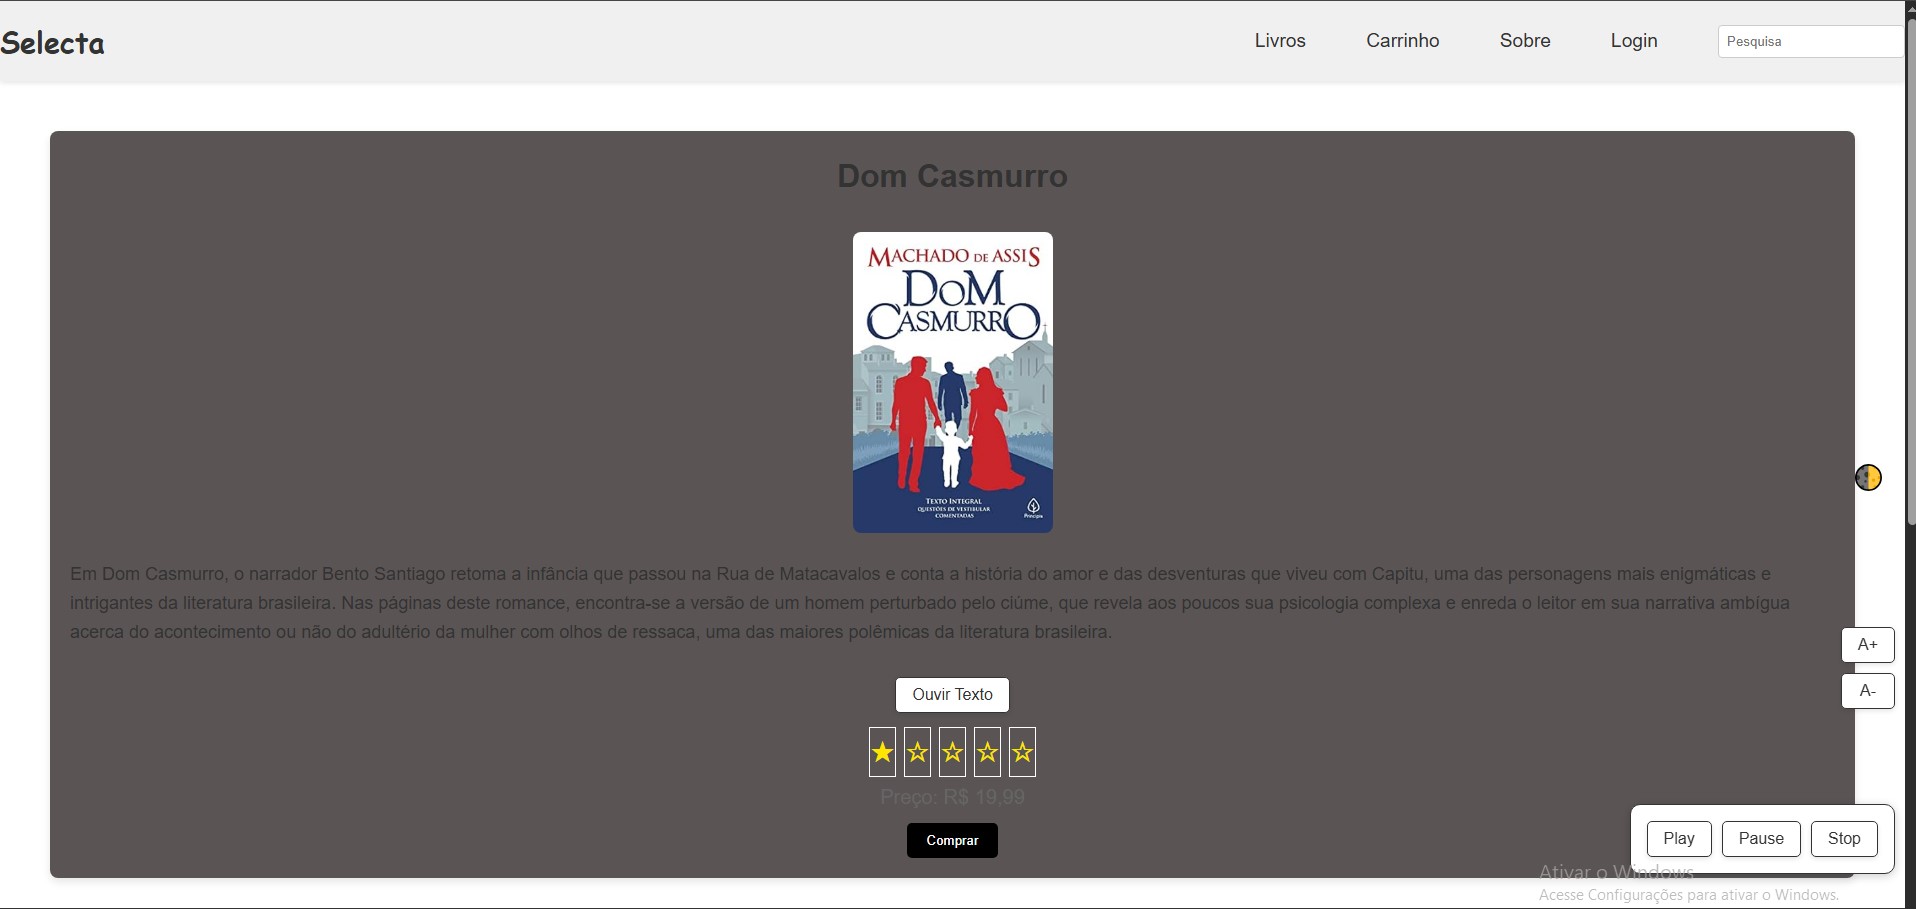 Selecta
Livros Carrinho Sobre Login Pesquisa
Dom Casmurro
MACHADO DE ASSIS
DOM
CASMURRO
TEXTO INTEGRAL
QUESTÕES DE VESTIBULAR
COMENTADAS
Principis
Em Dom Casmurro, o narrador Bento Santiago retoma a infância que passou na Rua de Matacavalos e conta a história do amor e das desventuras que viveu com Capitu, uma das personagens mais enigmáticas e
intrigantes da literatura brasileira. Nas páginas deste romance, encontra-se a versão de um homem perturbado pelo ciúme, que revela aos poucos sua psicologia complexa e enreda o leitor em sua narrativa ambígua
acerca do acontecimento ou não do adultério da mulher com olhos de ressaca, uma das maiores polêmicas da literatura brasileira.
A+
A-
Ouvir Texto
★ ☆ ☆ ☆ ☆
Preço: R$ 19,99
Comprar
Play Pause Stop
Ativar o Windows
Acesse Configurações para ativar o Windows.